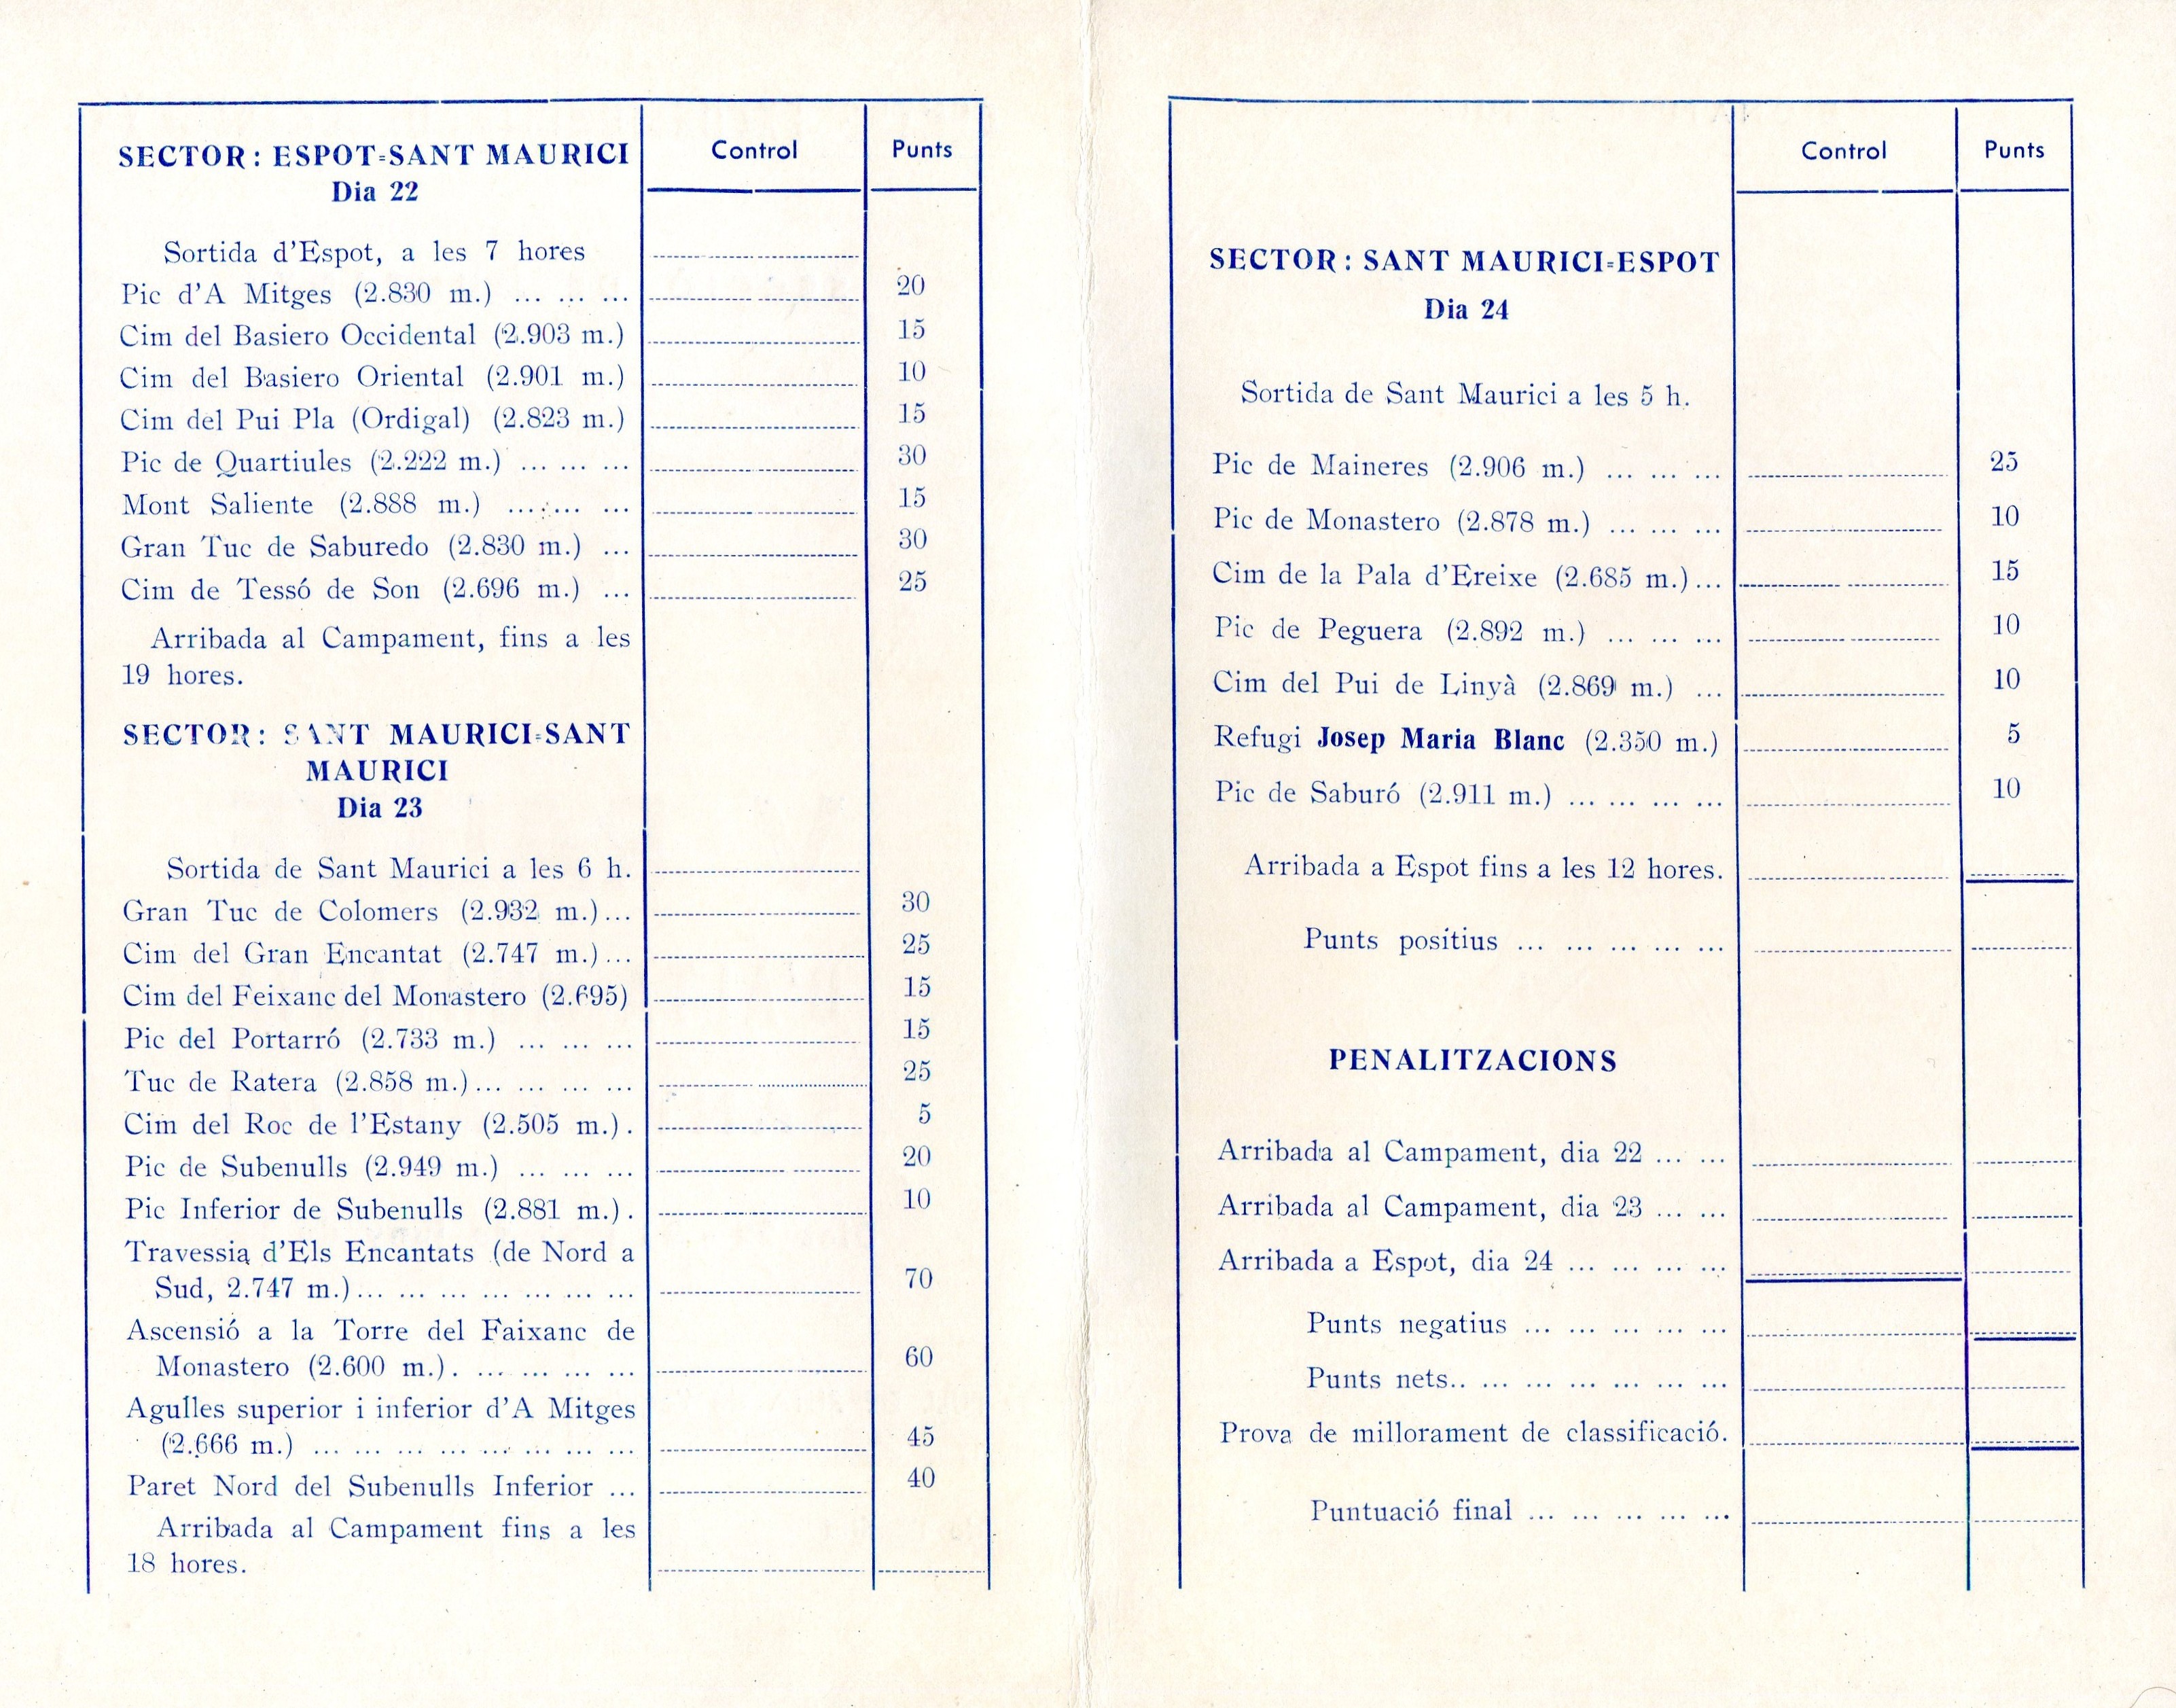 SECTOR: ESPOT=SANT MAURICI Control Punts
Dia 22
Sortida d'Espot, a les 7 hores
Pic d'A Mitges (2.830 m.) ... ... ... 20
Cim del Basiero Occidental (2.903 m.) 15
Cim del Basiero Oriental (2.901 m.) 10
Cim del Pui Pla (Ordigal) (2.823 m.) 15
Pic de Quartiules (2.222 m.) ... ... ... 30
Mont Saliente (2.888 m.) ... ... ... 15
Gran Tuc de Saburedo (2.830 m.) ... 30
Cim de Tessó de Son (2.696 m.) ... 25
Arribada al Campament, fins a les
19 hores.
SECTOR: SANT MAURICI=SANT
MAURICI
Dia 23
Sortida de Sant Maurici a les 6 h.
Gran Tuc de Colomers (2.932 m.)... 30
Cim del Gran Encantat (2.747 m.)... 25
Cim del Feixanc del Monastero (2.695) 15
Pic del Portarró (2.733 m.) ... ... ... 15
Tuc de Ratera (2.858 m.)... ... ... ... 25
Cim del Roc de l'Estany (2.505 m.). 5
Pic de Subenulls (2.949 m.) ... ... ... 20
Pic Inferior de Subenulls (2.881 m.). 10
Travessia d'Els Encantats (de Nord a
Sud, 2.747 m.)... ... ... ... ... ... ... 70
Ascensió a la Torre del Faixanc de
Monastero (2.600 m.). ... ... ... ... 60
Agulles superior i inferior d'A Mitges
(2.666 m.) ... ... ... ... ... ... ... ... 45
Paret Nord del Subenulls Inferior ... 40
Arribada al Campament fins a les
18 hores.
Control Punts
SECTOR: SANT MAURICI=ESPOT
Dia 24
Sortida de Sant Maurici a les 5 h.
Pic de Maineres (2.906 m.) ... ... ... 25
Pic de Monastero (2.878 m.) ... ... ... 10
Cim de la Pala d'Ereixe (2.685 m.)... 15
Pic de Peguera (2.892 m.) ... ... ... 10
Cim del Pui de Linyà (2.869 m.) ... 10
Refugi Josep Maria Blanc (2.350 m.) 5
Pic de Saburó (2.911 m.) ... ... ... ... 10
Arribada a Espot fins a les 12 hores.
Punts positius ... ... ... ... ...
PENALITZACIONS
Arribada al Campament, dia 22 ... ...
Arribada al Campament, dia 23 ... ...
Arribada a Espot, dia 24 ... ... ... ...
Punts negatius ... ... ... ... ...
Punts nets.. ... ... ... ... ... ...
Prova de millorament de classificació.
Puntuació final ... ... ... ... ...